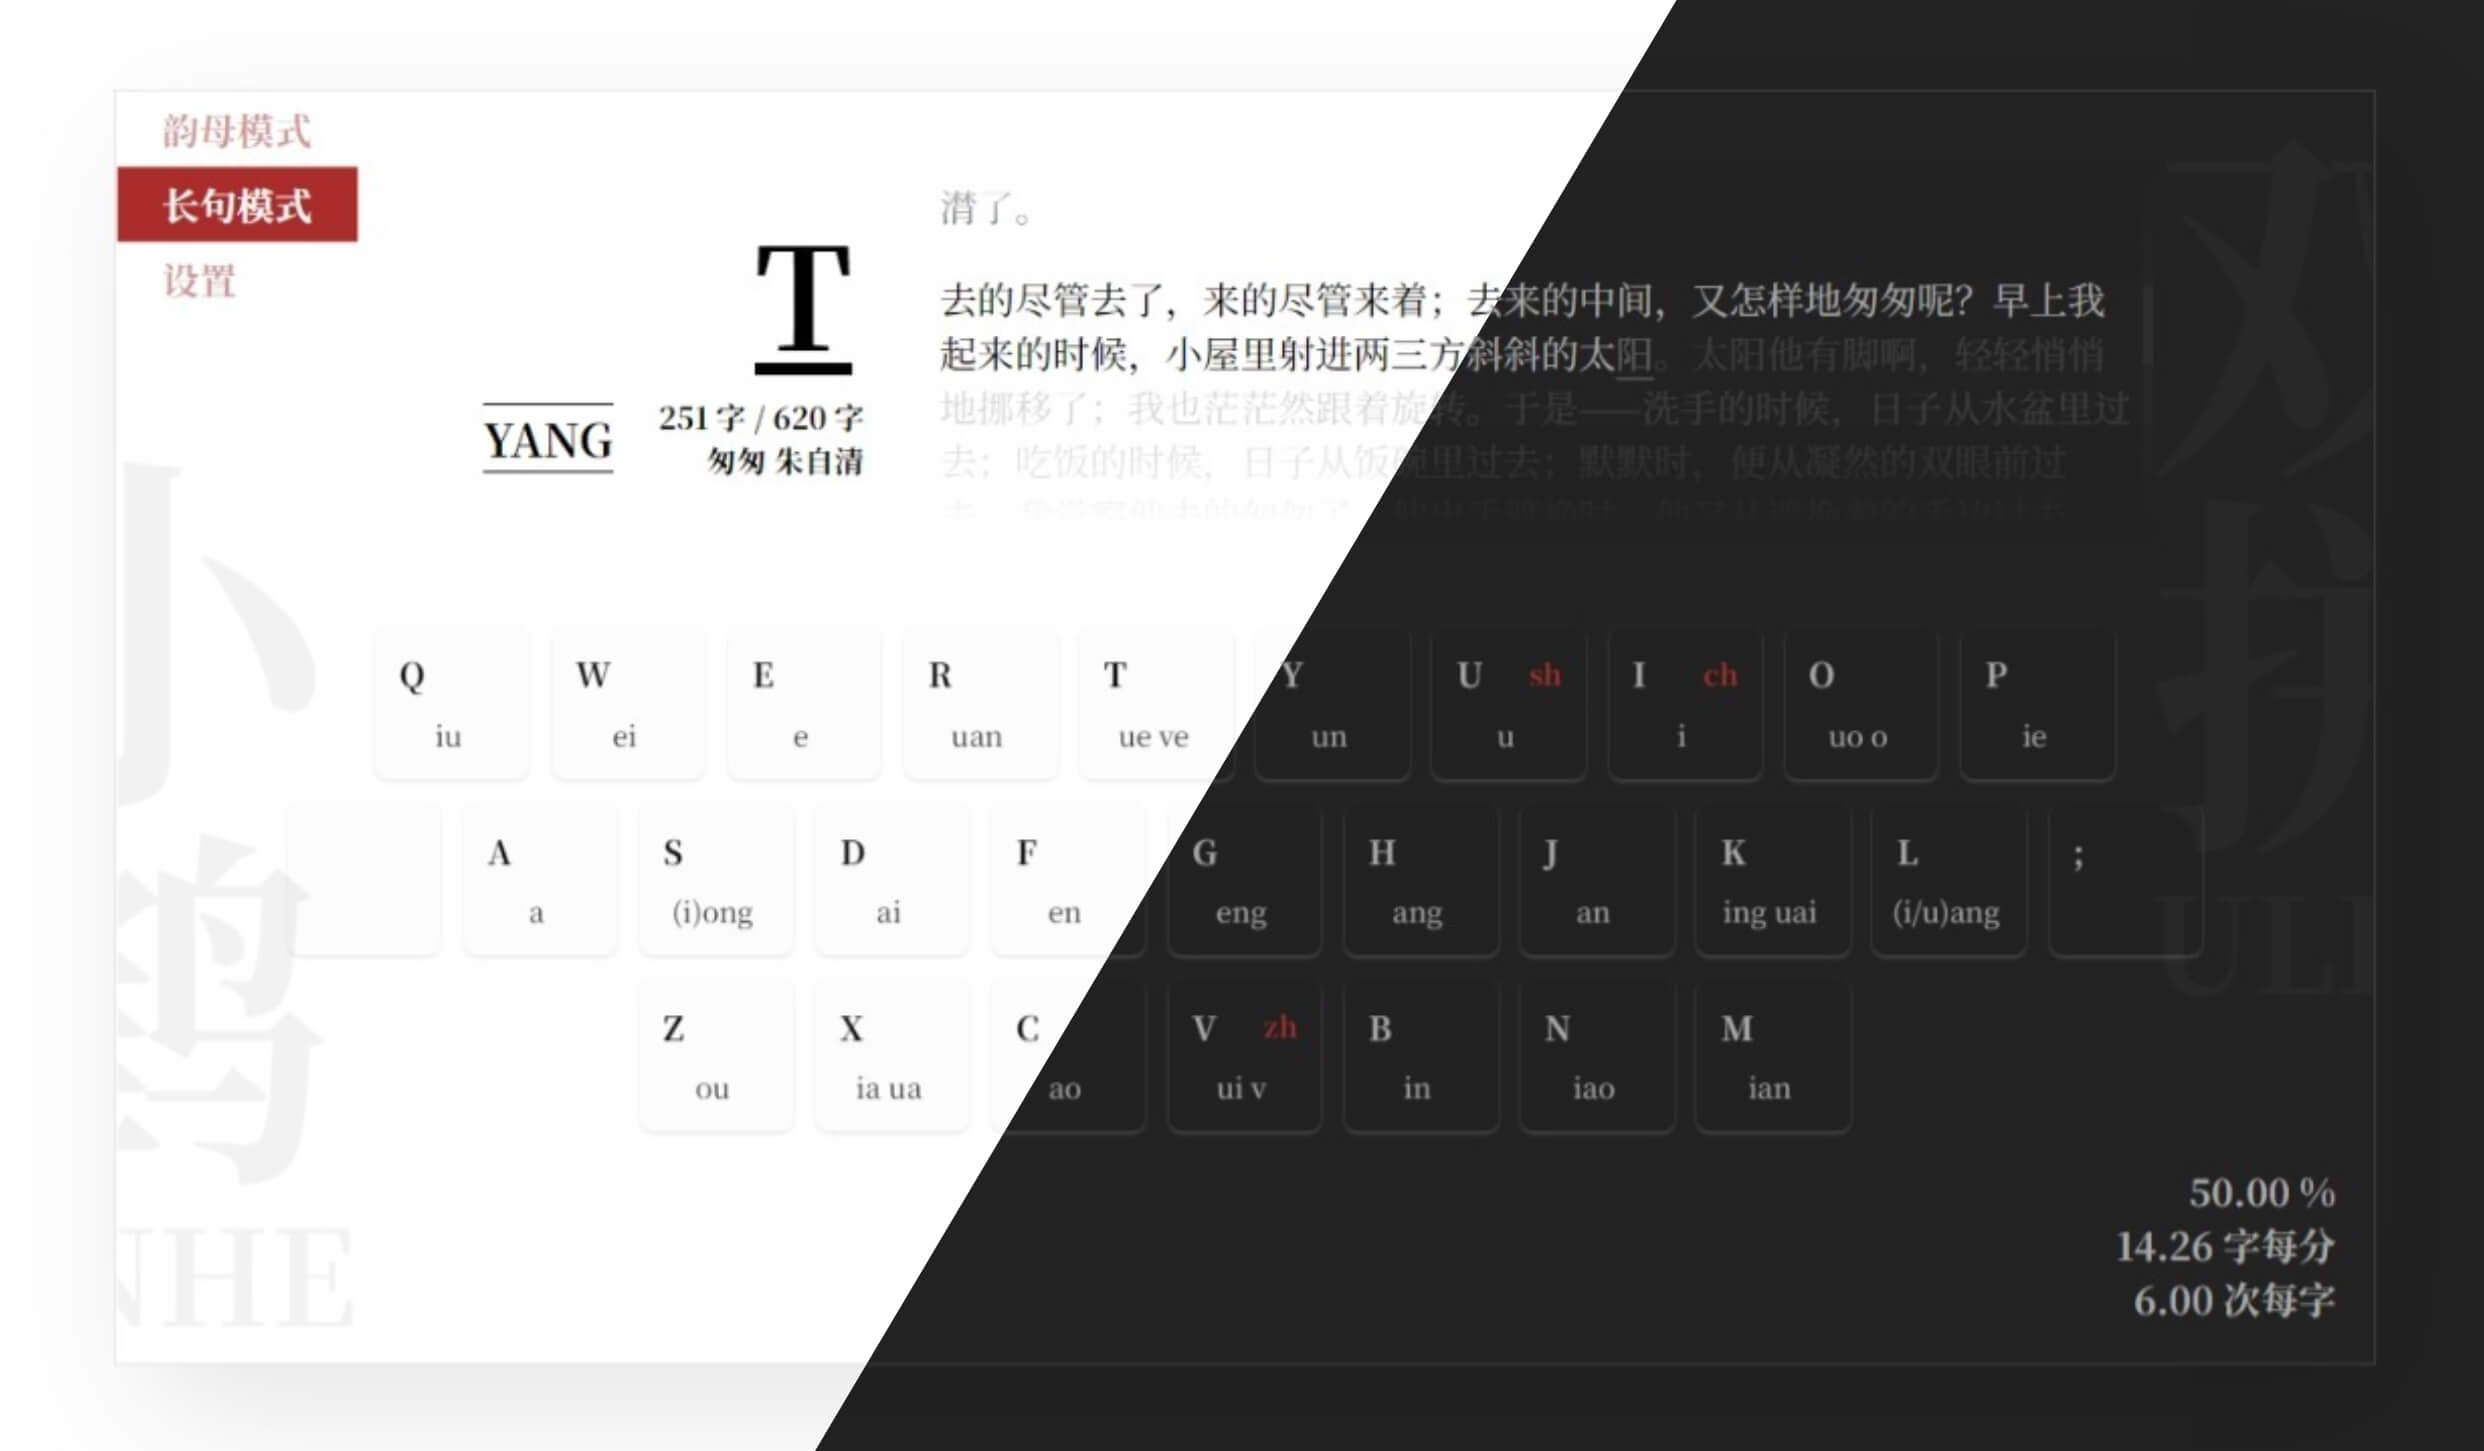 韵母模式
长句模式
设置
T
YANG
251 字 / 620 字
匆匆 朱自清
潸了。
去的尽管去了，来的尽管来着；去来的中间，又怎样地匆匆呢？早上我
起来的时候，小屋里射进两三方斜斜的太阳。太阳他有脚啊，轻轻悄悄
地挪移了；我也茫茫然跟着旋转。于是——洗手的时候，日子从水盆里过
去；吃饭的时候，日子从饭碗里过去；默默时，便从凝然的双眼前过
小
鹤
NHE
双
拼
ULI
Q W E R T Y U sh I ch O P
iu ei e uan ue ve un u i uo o ie
A S D F G H J K L ;
a (i)ong ai en eng ang an ing uai (i/u)ang
Z X C V zh B N M
ou ia ua ao ui v in iao ian
50.00 %
14.26 字每分
6.00 次每字